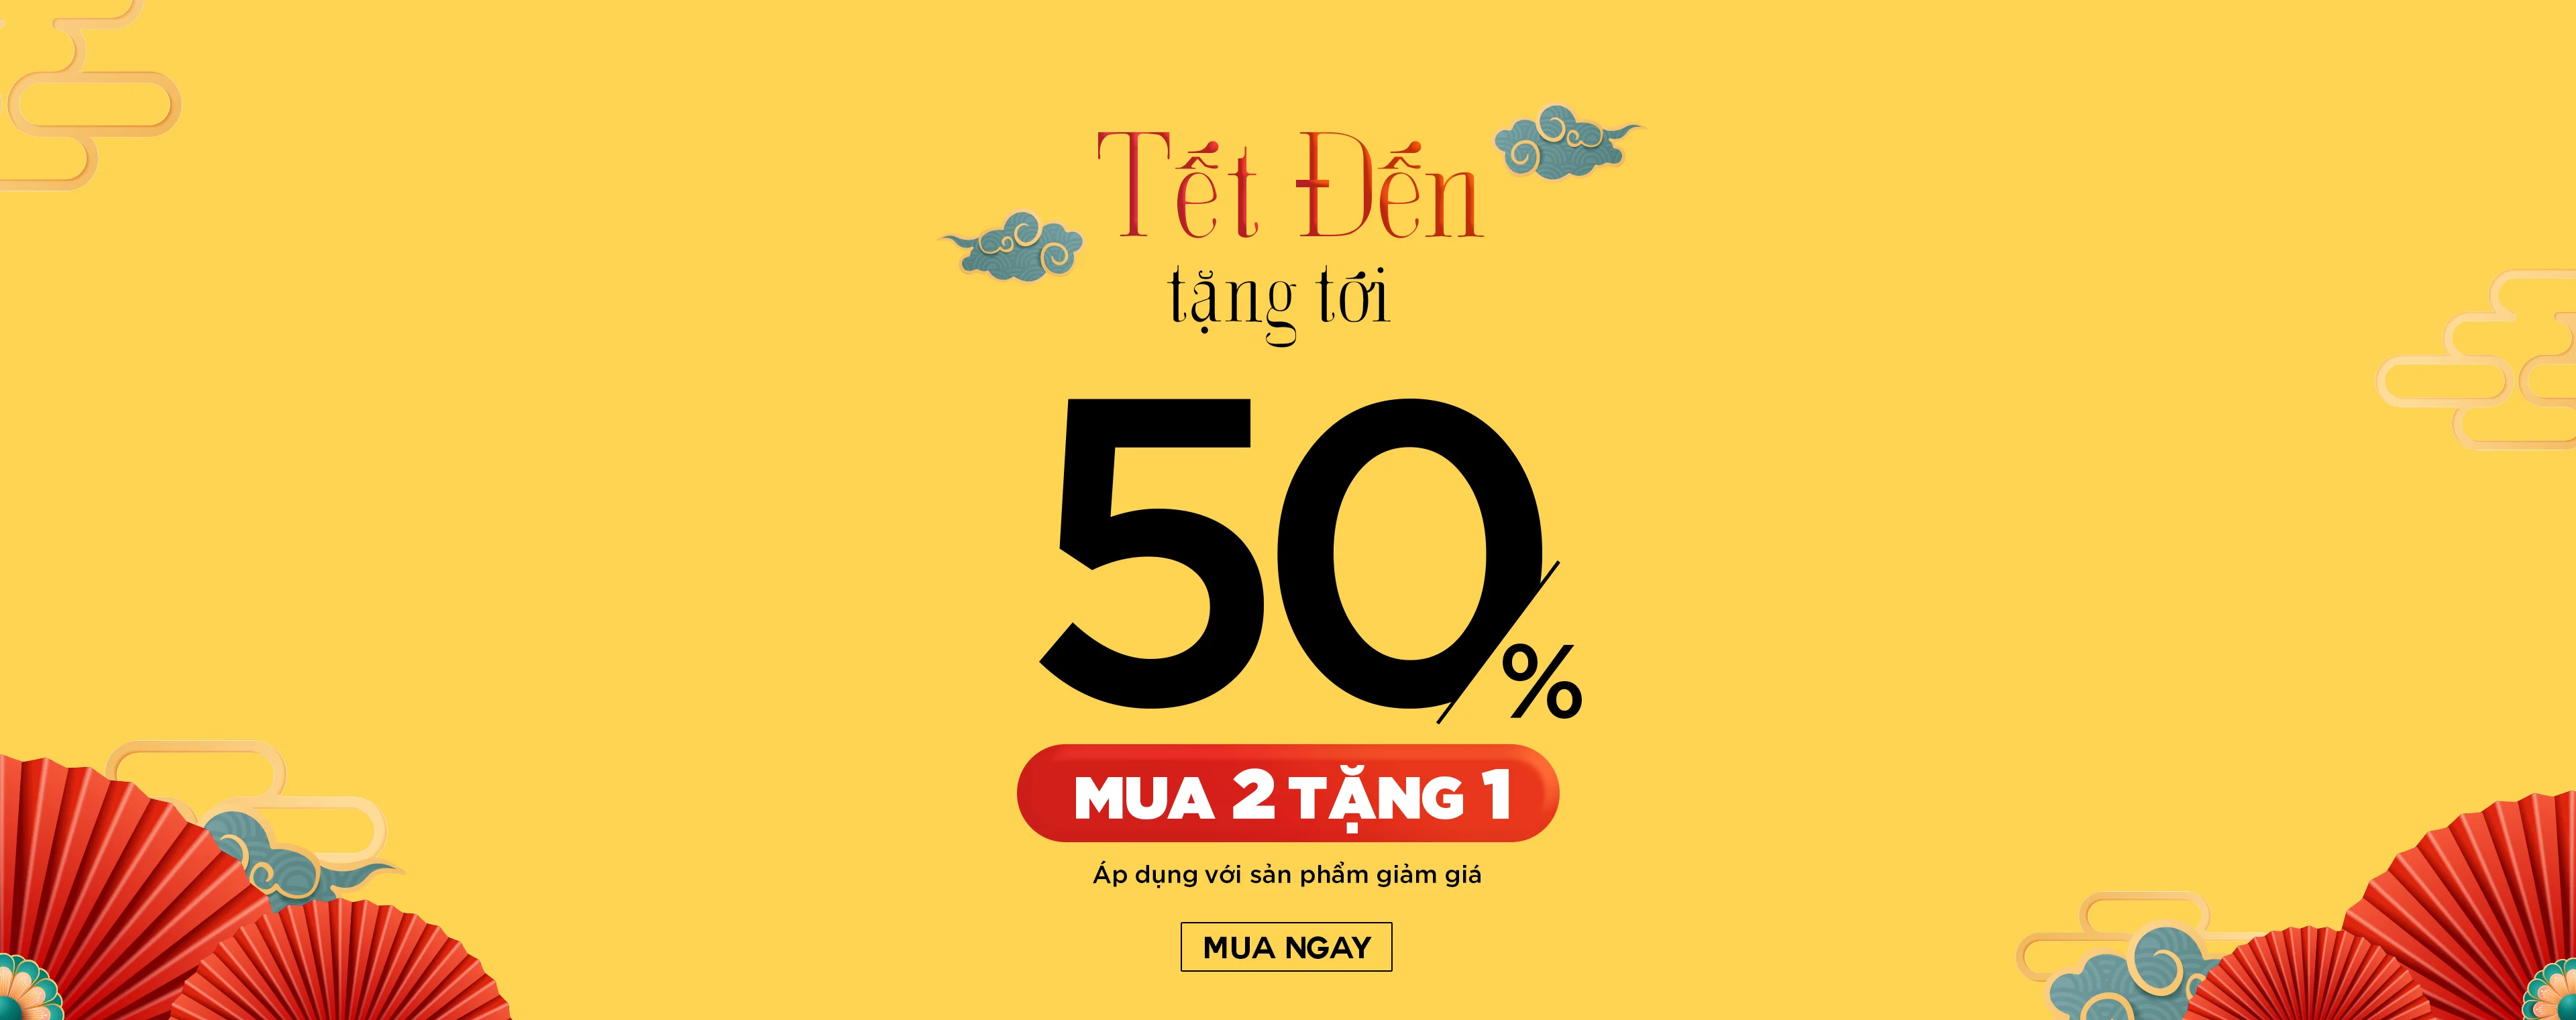 Tết Đến
tặng tới
50%
MUA 2 TẶNG 1
Áp dụng với sản phẩm giảm giá
MUA NGAY